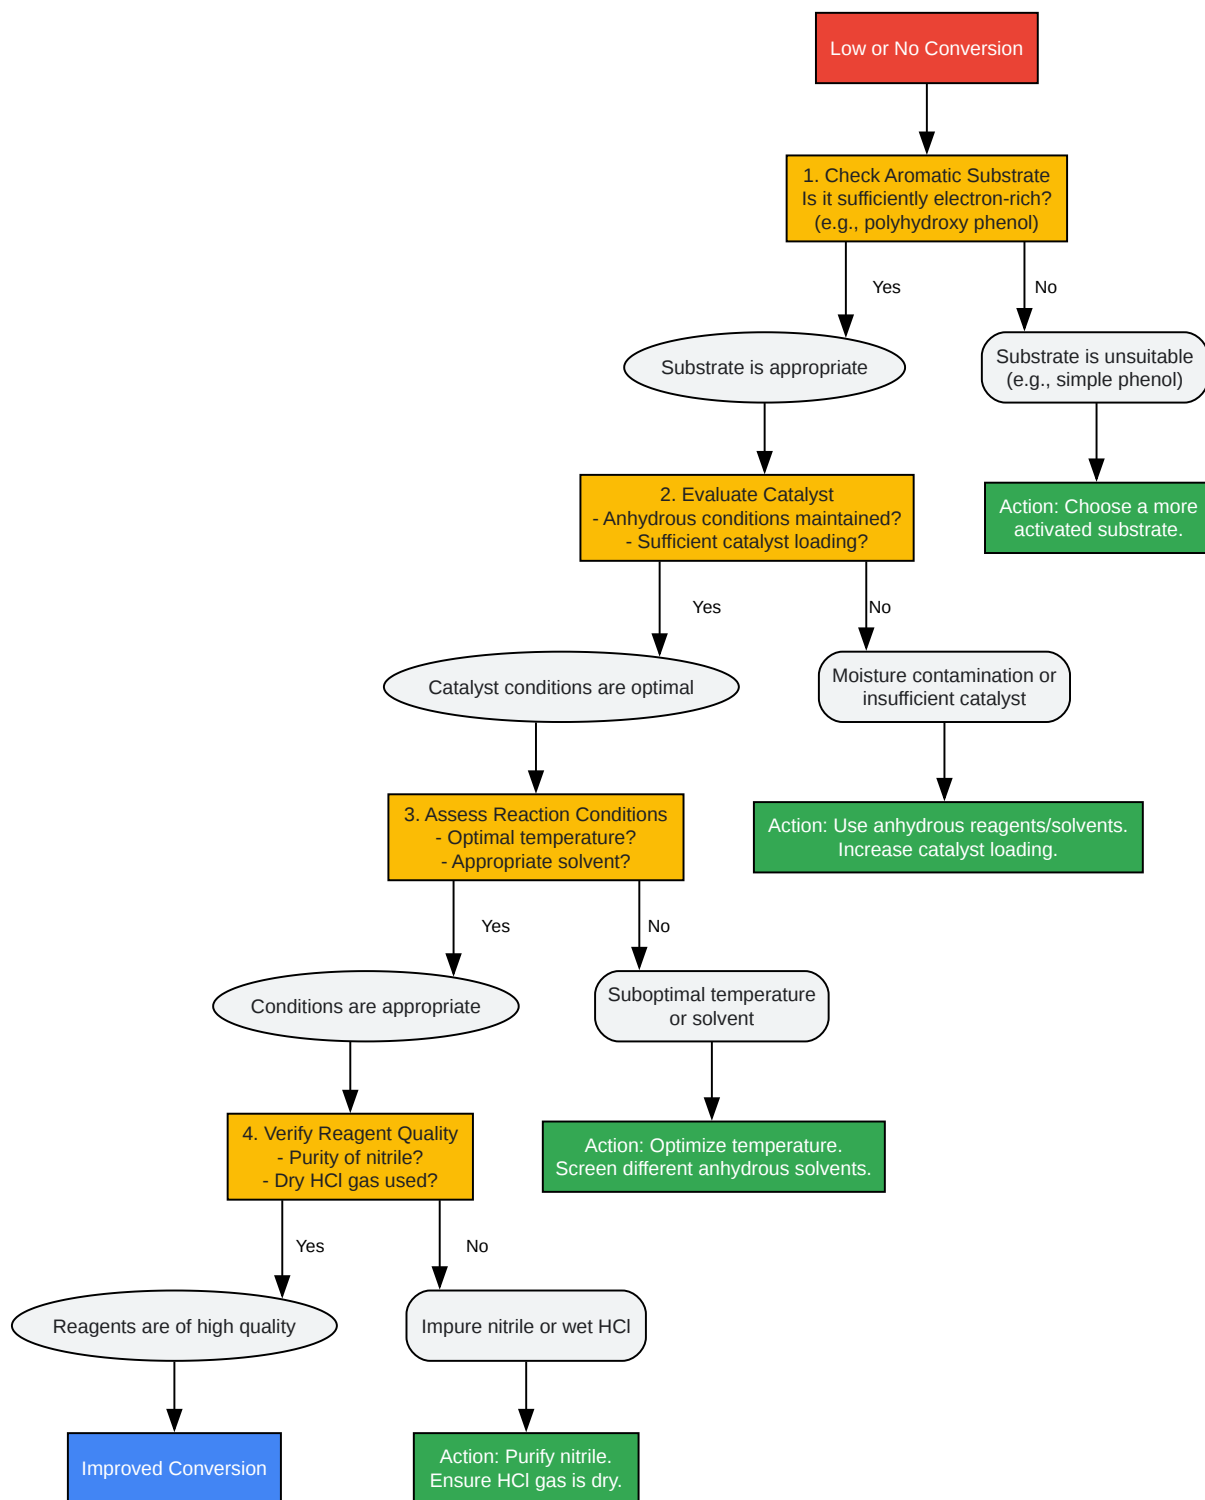 Low or No Conversion
1. Check Aromatic Substrate
Is it sufficiently electron-rich?
(e.g., polyhydroxy phenol)
Yes
No
Substrate is appropriate
Substrate is unsuitable
(e.g., simple phenol)
2. Evaluate Catalyst
- Anhydrous conditions maintained?
- Sufficient catalyst loading?
Action: Choose a more
activated substrate.
Yes
No
Catalyst conditions are optimal
Moisture contamination or
insufficient catalyst
3. Assess Reaction Conditions
- Optimal temperature?
- Appropriate solvent?
Action: Use anhydrous reagents/solvents.
Increase catalyst loading.
Yes
No
Conditions are appropriate
Suboptimal temperature
or solvent
4. Verify Reagent Quality
- Purity of nitrile?
- Dry HCl gas used?
Action: Optimize temperature.
Screen different anhydrous solvents.
Yes
No
Reagents are of high quality
Impure nitrile or wet HCl
Improved Conversion
Action: Purify nitrile.
Ensure HCl gas is dry.